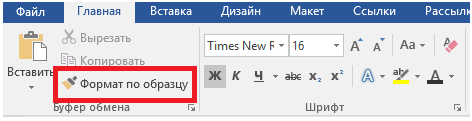 Файл Главная Вставка Дизайн Макет Ссылки Рассылк
Вырезать
Копировать
Вставить
Формат по образцу
Буфер обмена
Times New R 16
Ж К Ч abc x₂ x² A ab A
Шрифт